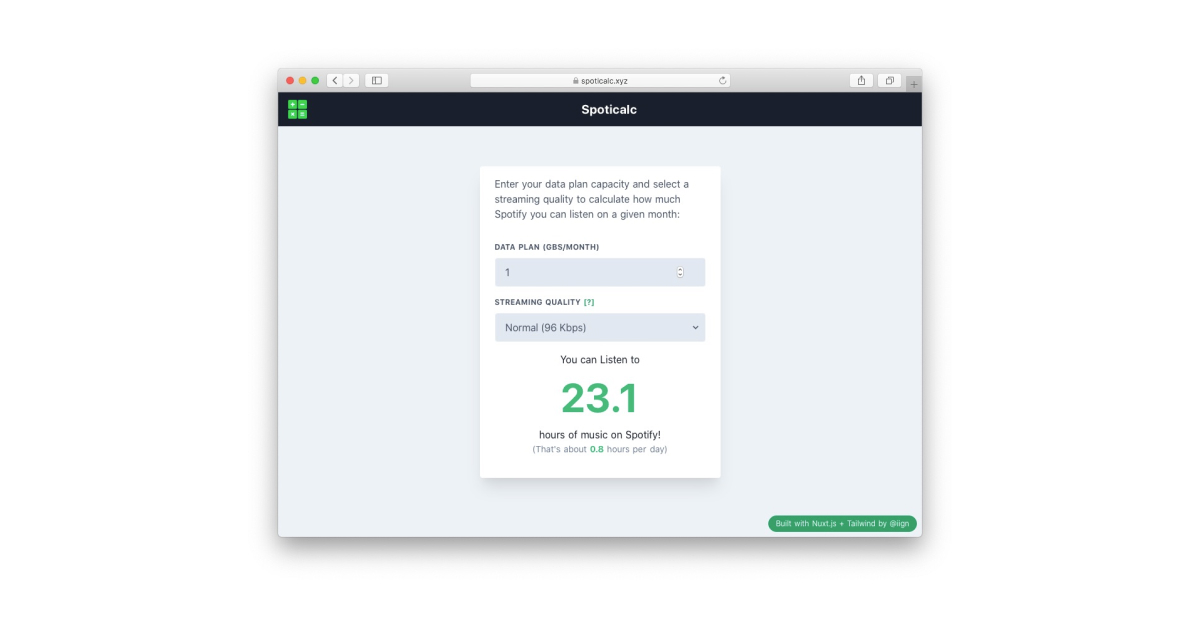 spoticalc.xyz
Spoticalc
Enter your data plan capacity and select a
streaming quality to calculate how much
Spotify you can listen on a given month:
DATA PLAN (GBS/MONTH)
1
STREAMING QUALITY [?]
Normal (96 Kbps)
You can Listen to
23.1
hours of music on Spotify!
(That's about 0.8 hours per day)
Built with Nuxt.js + Tailwind by @iign